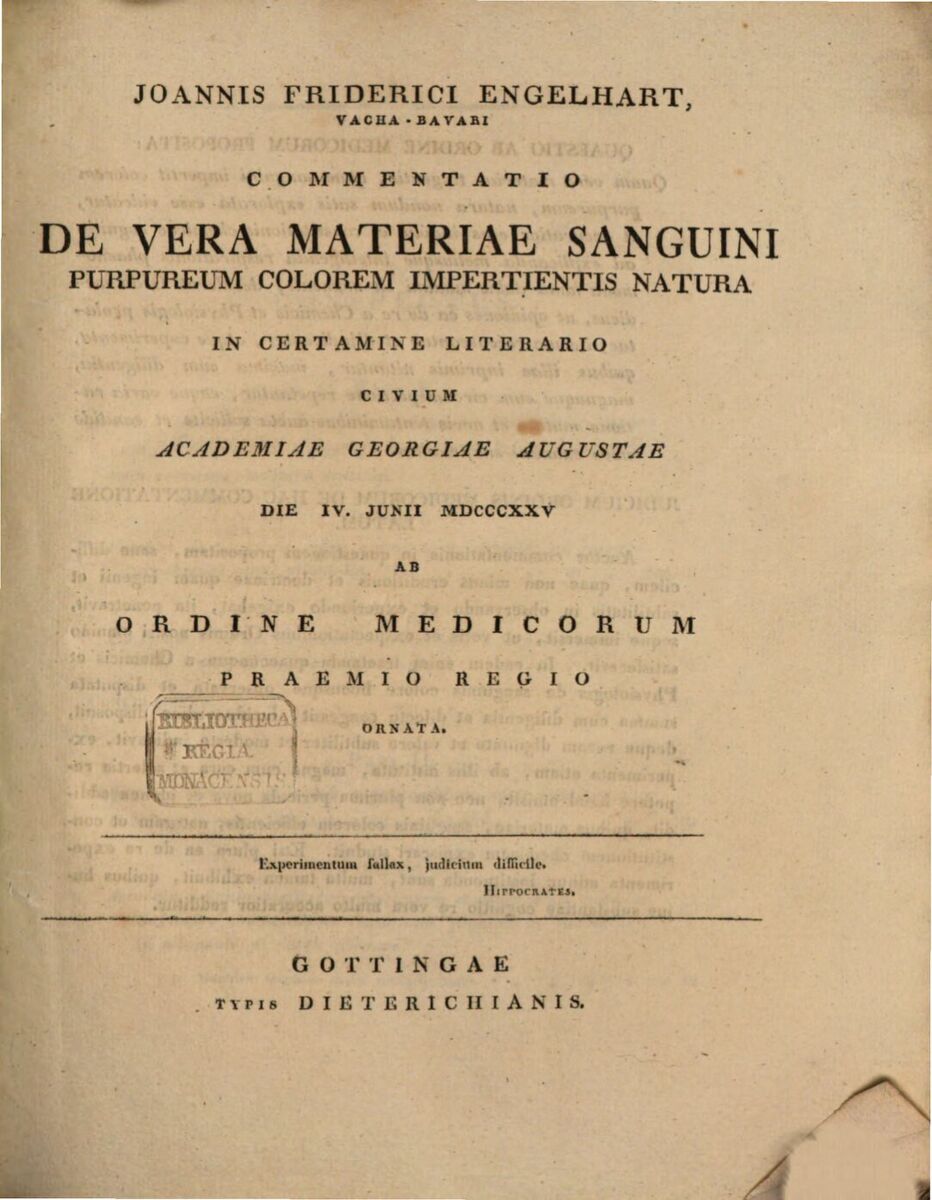 JOANNIS FRIDERICI ENGELHART,
VACHA-BAVARI
COMMENTATIO
DE VERA MATERIAE SANGUINI
PURPUREUM COLOREM IMPERTIENTIS NATURA
IN CERTAMINE LITERARIO
CIVIUM
ACADEMIAE GEORGIAE AUGUSTAE
DIE IV. JUNII MDCCCXXV
AB
ORDINE MEDICORUM
PRAEMIO REGIO
ORNATA.
BIBLIOTHECA
REGIA
MONACENSIS
Experimentum fallax, judicium difficile.
HIPPOCRATES.
GOTTINGAE
TYPIS DIETERICHIANIS.